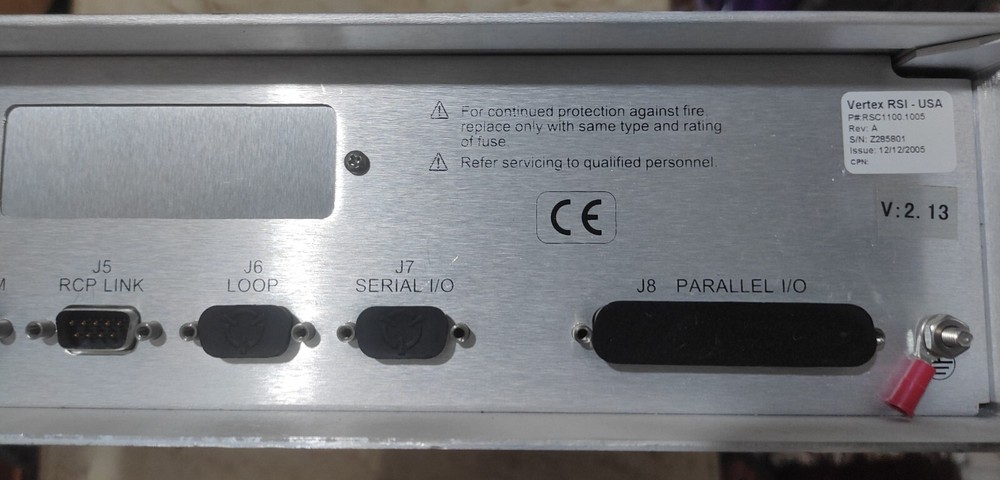 For continued protection against fire
replace only with same type and rating
of fuse.
Refer servicing to qualified personnel.
Vertex RSI - USA
P#:RSC1100.1005
Rev: A
S/N: Z285801
Issue: 12/12/2005
CPN:
V:2.13
CE
M
J5
RCP LINK
J6
LOOP
J7
SERIAL I/O
J8 PARALLEL I/O